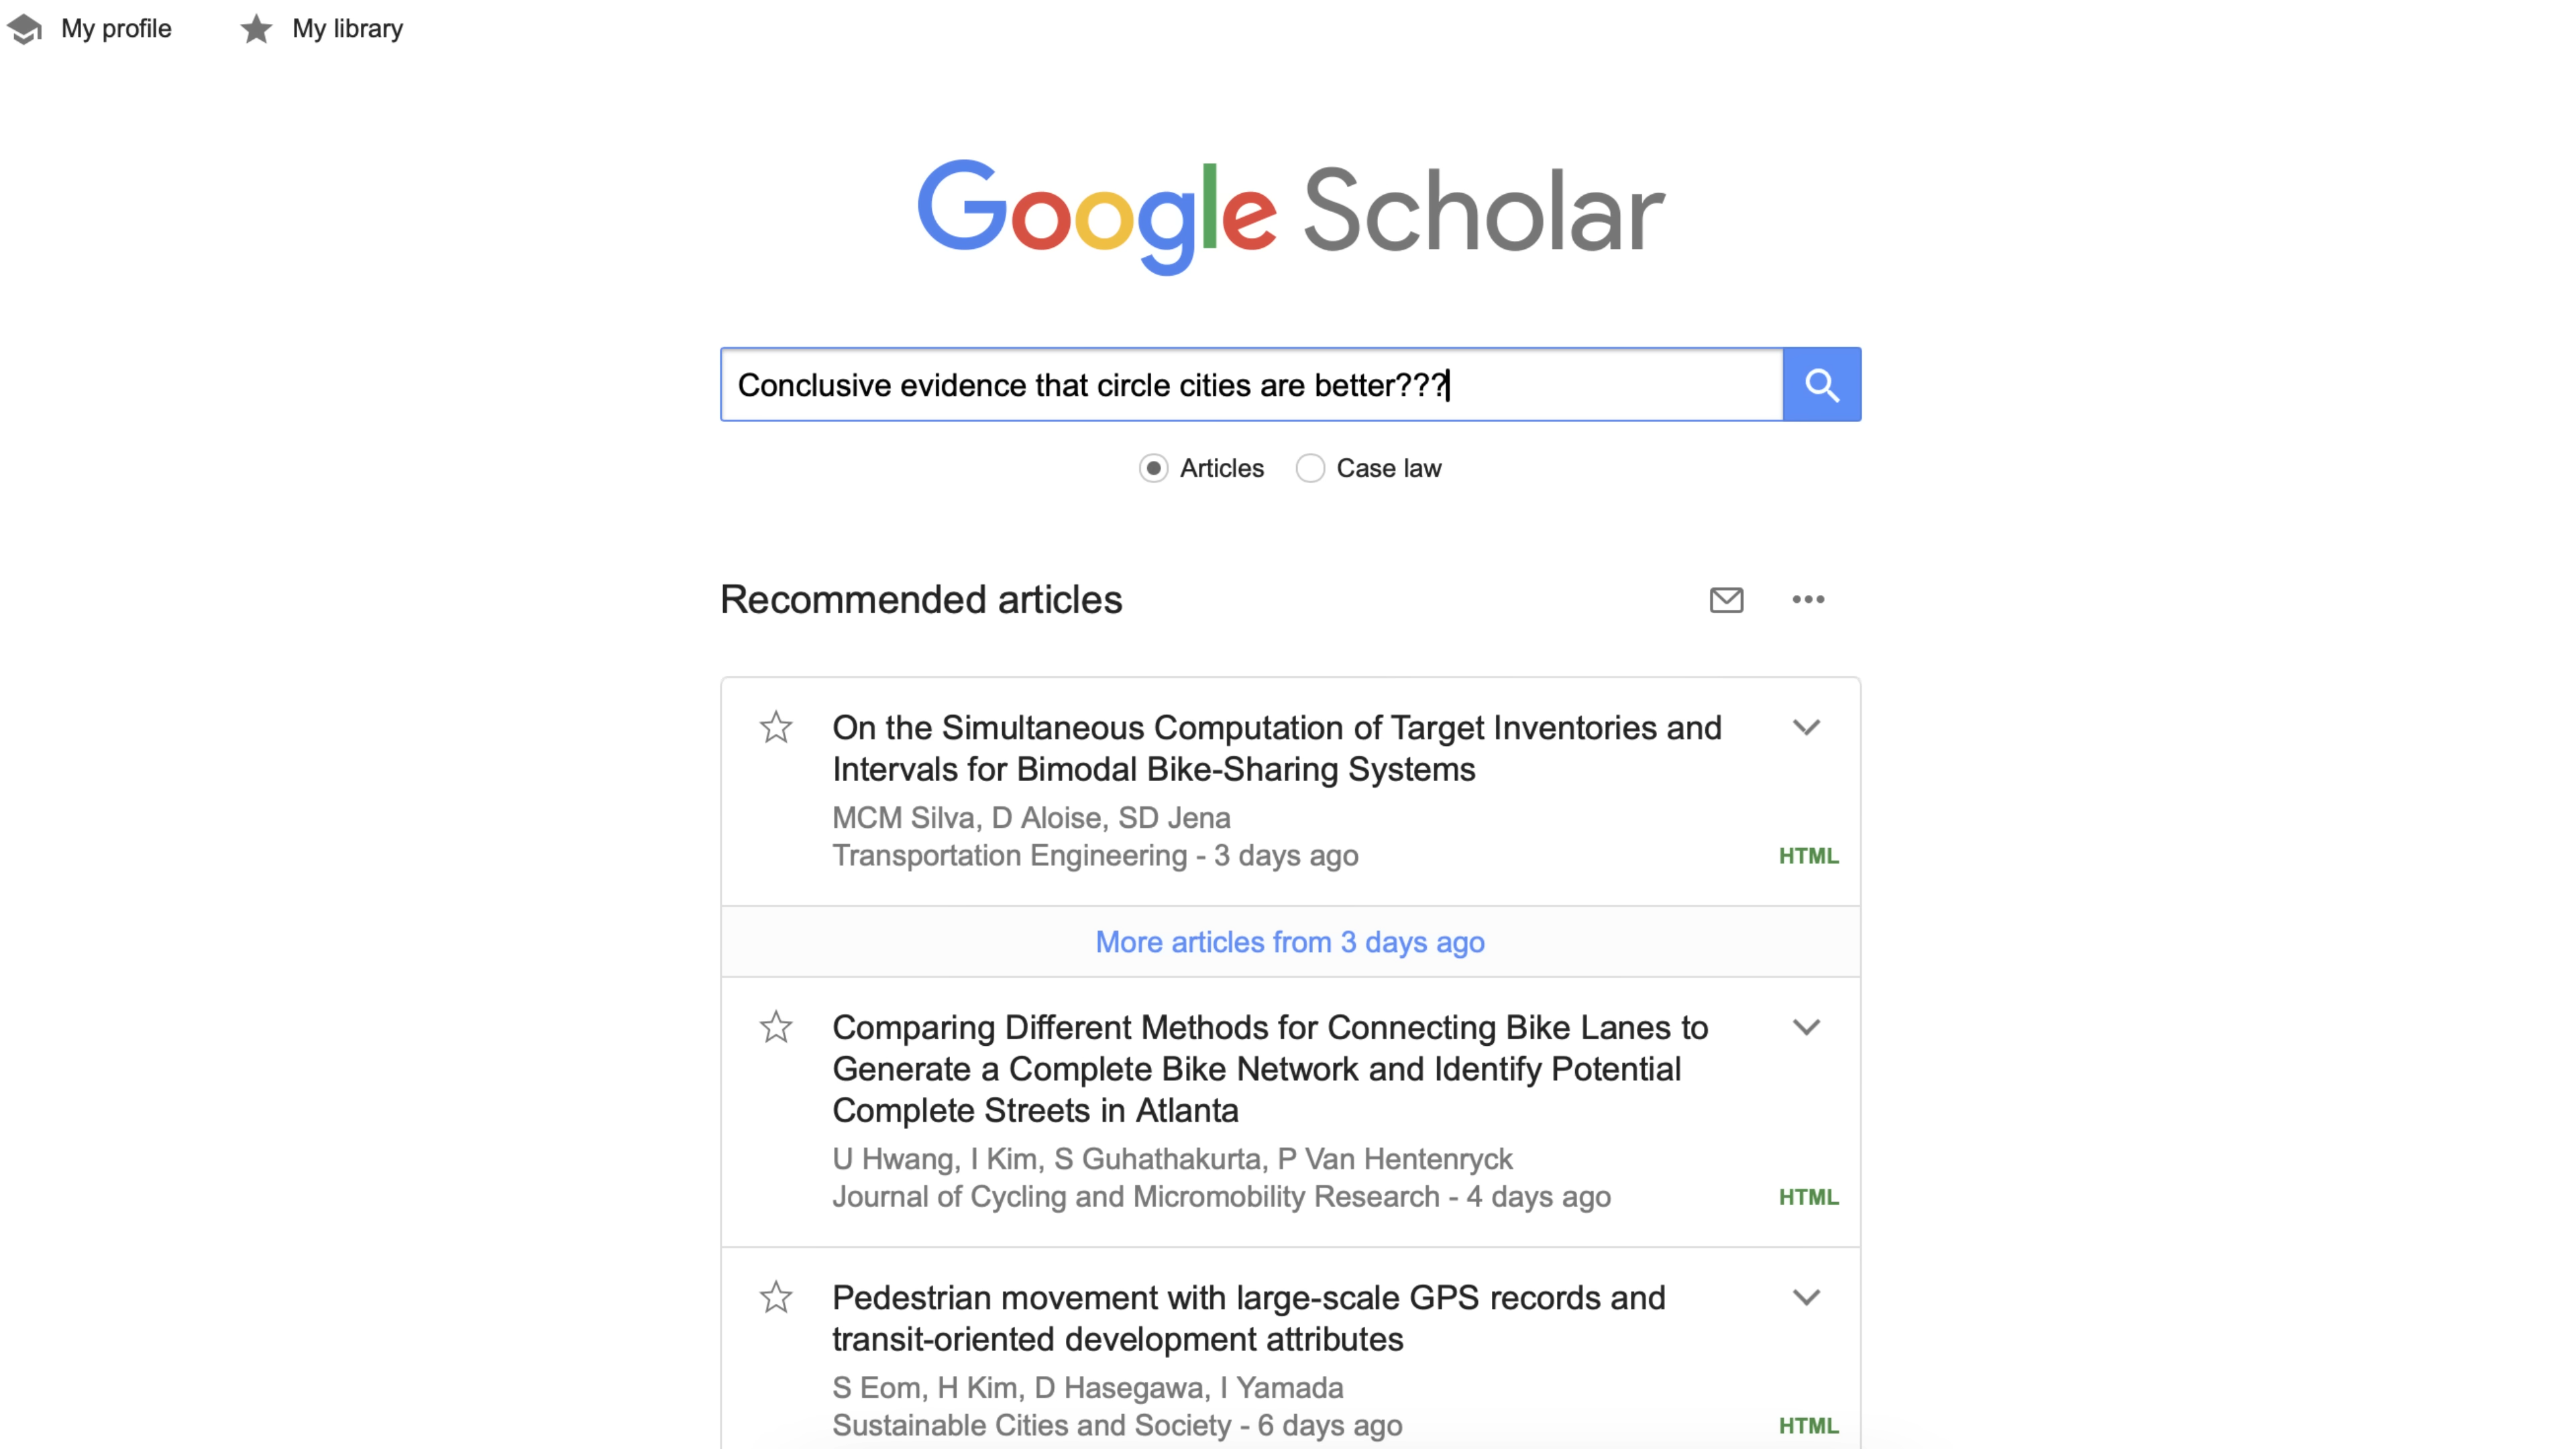 My profile
My library
Google Scholar
Conclusive evidence that circle cities are better???
Articles
Case law
Recommended articles
On the Simultaneous Computation of Target Inventories and
Intervals for Bimodal Bike-Sharing Systems
MCM Silva, D Aloise, SD Jena
Transportation Engineering - 3 days ago
HTML
More articles from 3 days ago
Comparing Different Methods for Connecting Bike Lanes to
Generate a Complete Bike Network and Identify Potential
Complete Streets in Atlanta
U Hwang, I Kim, S Guhathakurta, P Van Hentenryck
Journal of Cycling and Micromobility Research - 4 days ago
HTML
Pedestrian movement with large-scale GPS records and
transit-oriented development attributes
S Eom, H Kim, D Hasegawa, I Yamada
Sustainable Cities and Society - 6 days ago
HTML